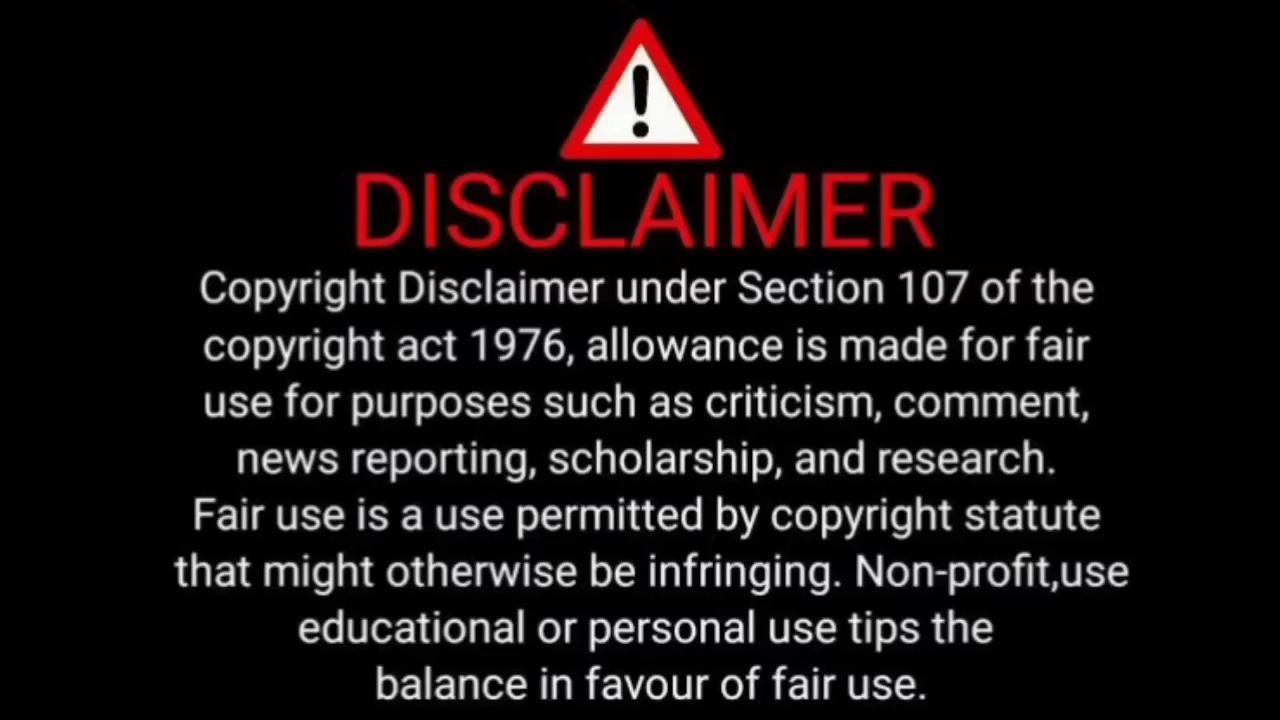 DISCLAIMER
Copyright Disclaimer under Section 107 of the
copyright act 1976, allowance is made for fair
use for purposes such as criticism, comment,
news reporting, scholarship, and research.
Fair use is a use permitted by copyright statute
that might otherwise be infringing. Non-profit,use
educational or personal use tips the
balance in favour of fair use.